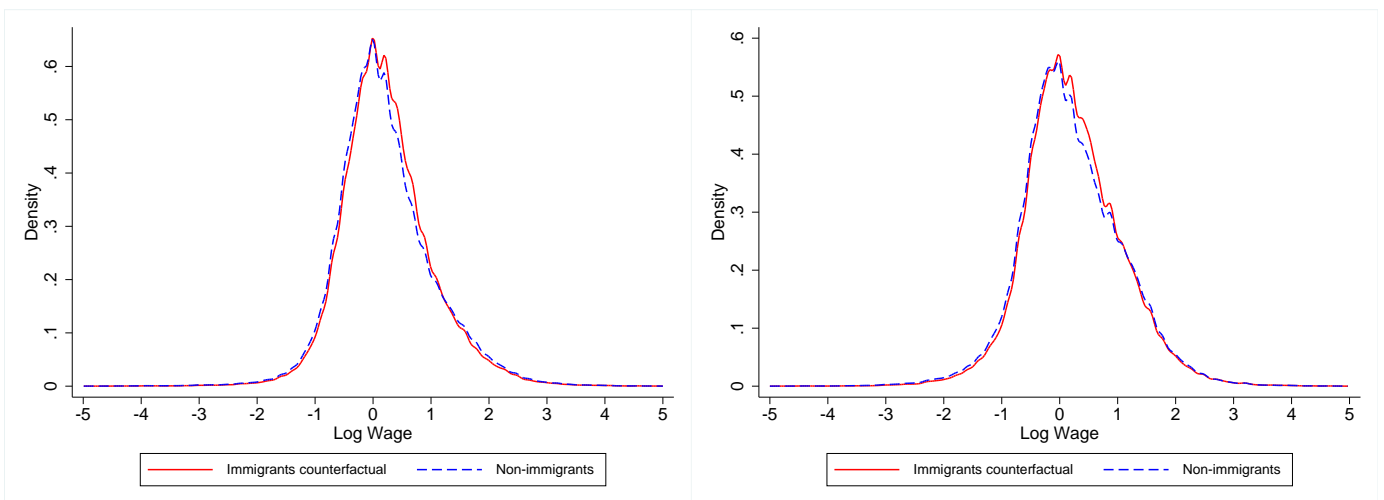 Density
.6
.5
.4
.3
.2
.1
0
-5 -4 -3 -2 -1 0 1 2 3 4 5
Log Wage
Immigrants counterfactual Non-immigrants
Density
.6
.5
.4
.3
.2
.1
0
-5 -4 -3 -2 -1 0 1 2 3 4 5
Log Wage
Immigrants counterfactual Non-immigrants